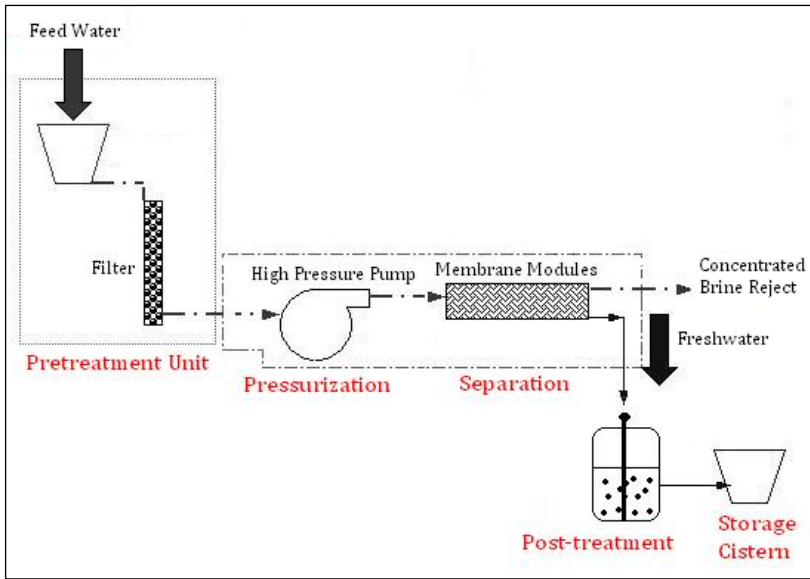 Feed Water
Filter
Pretreatment Unit
High Pressure Pump
Pressurization
Membrane Modules
Separation
Concentrated
Brine Reject
Freshwater
Post-treatment
Storage
Cistern